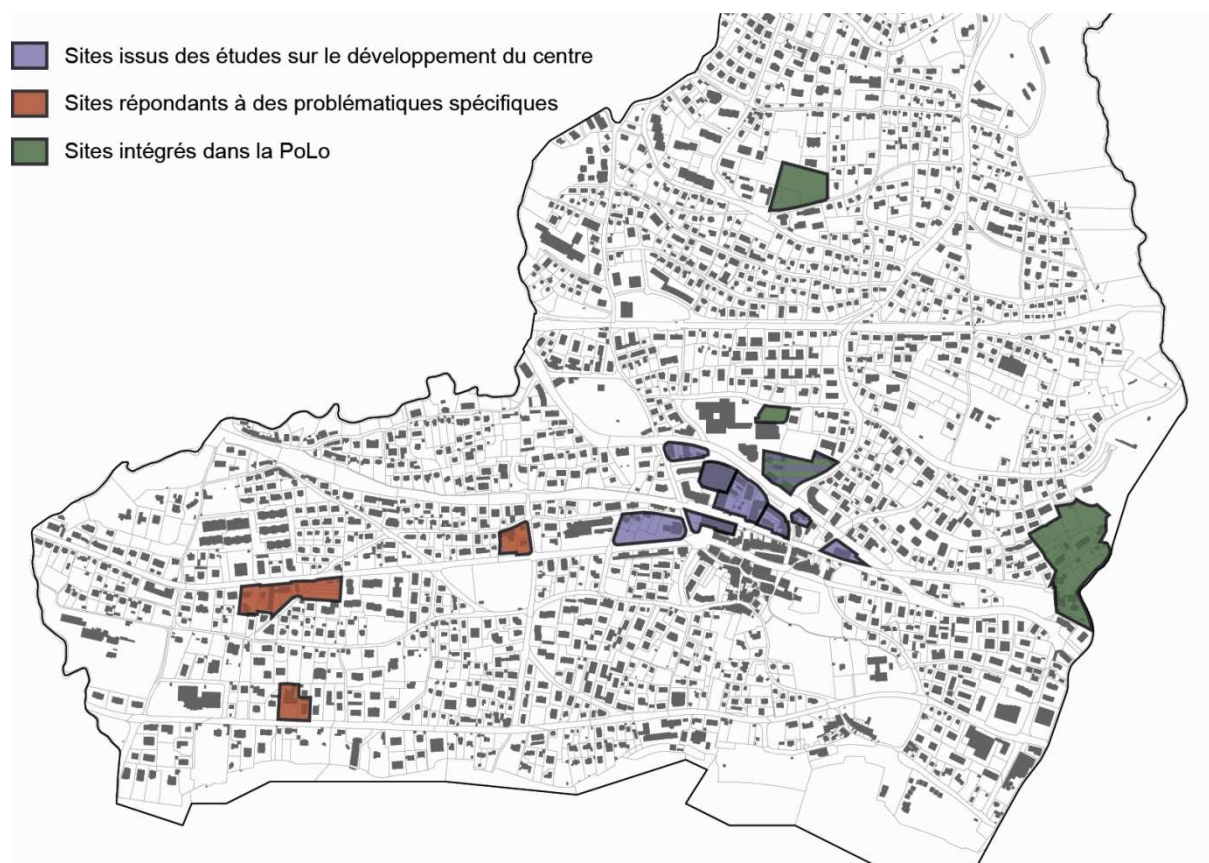 Sites issus des études sur le développement du centre
Sites répondants à des problématiques spécifiques
Sites intégrés dans la PoLo